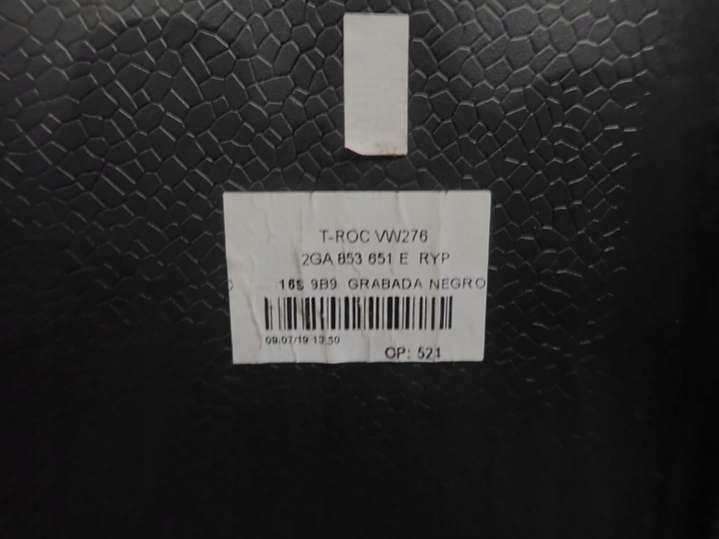 T-ROC VW276
2GA 853 651 E RYP
16S 9B9 GRABADA NEGRO
09/07/19 13:50
OP: 521